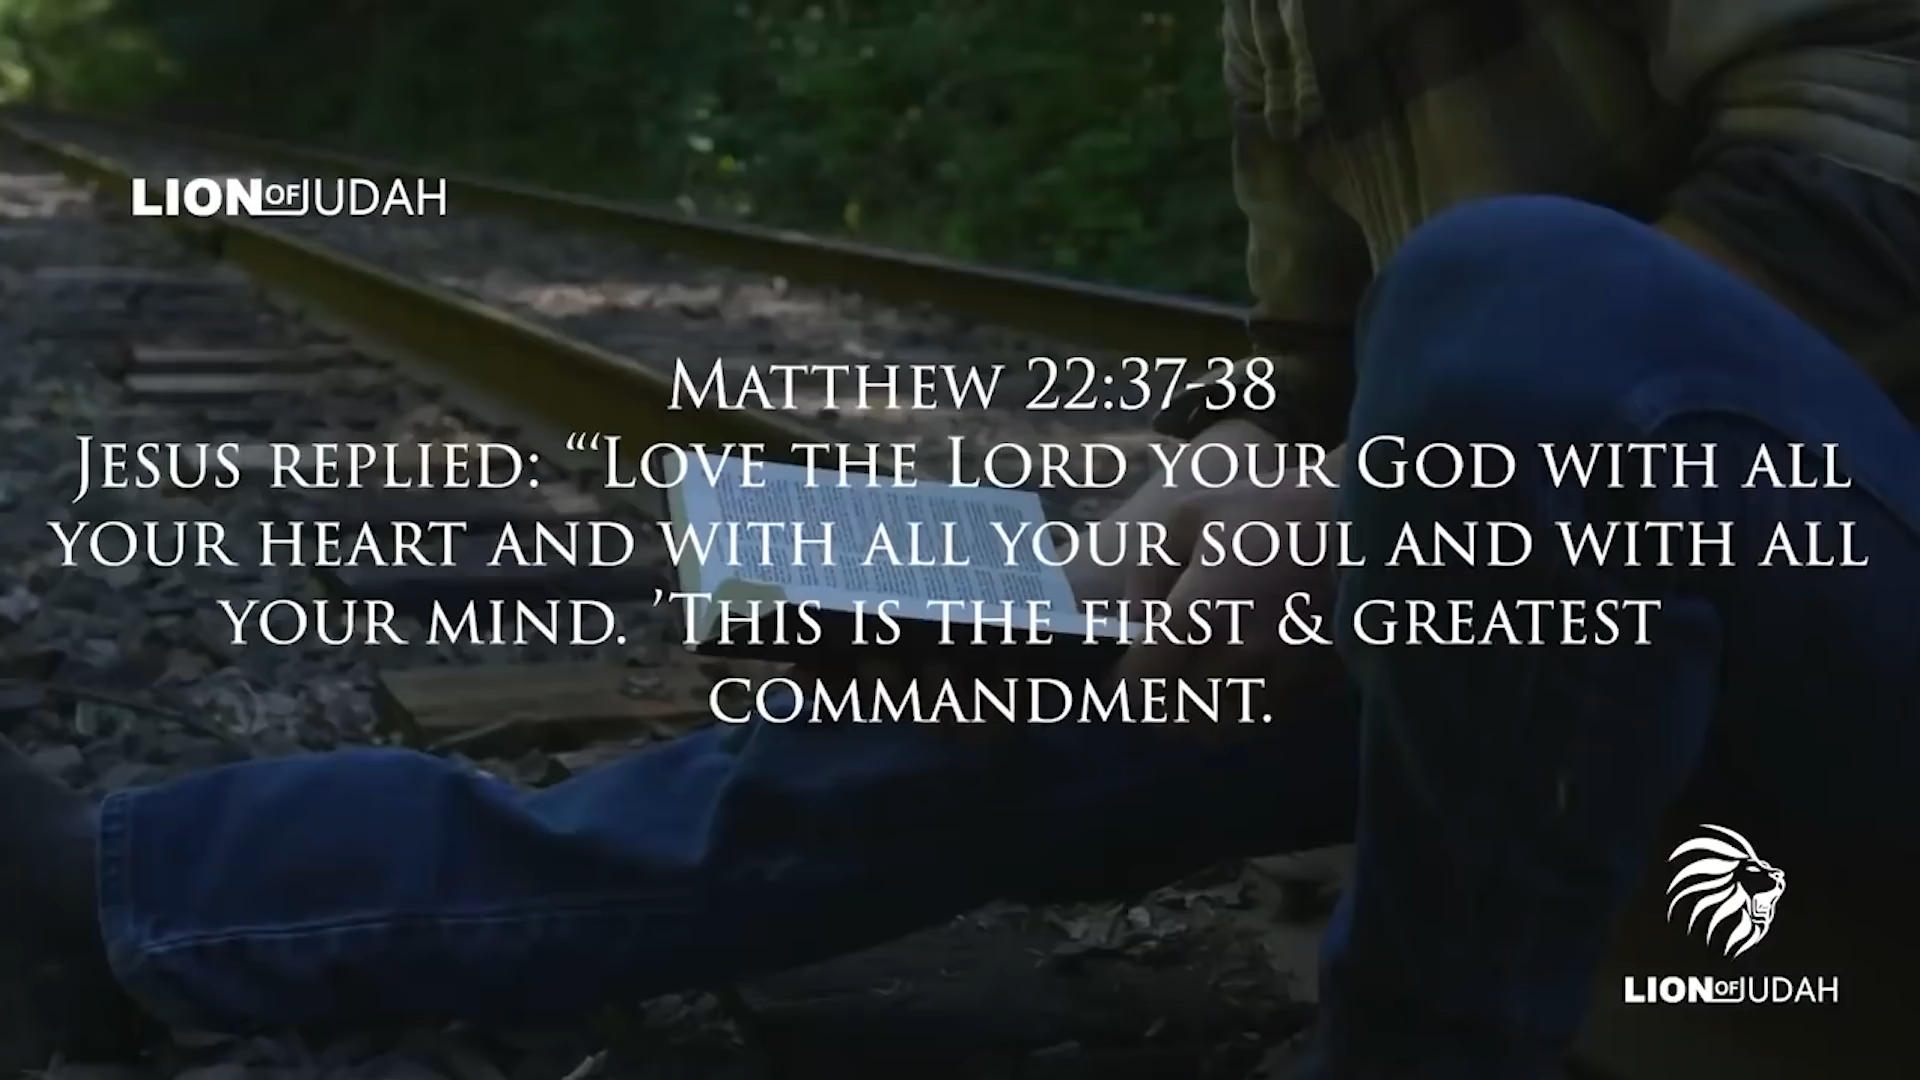 LION OF JUDAH
Matthew 22:37-38
Jesus replied: “‘Love the Lord your God with all
your heart and with all your soul and with all
your mind. ’This is the first & greatest
commandment.
LION OF JUDAH